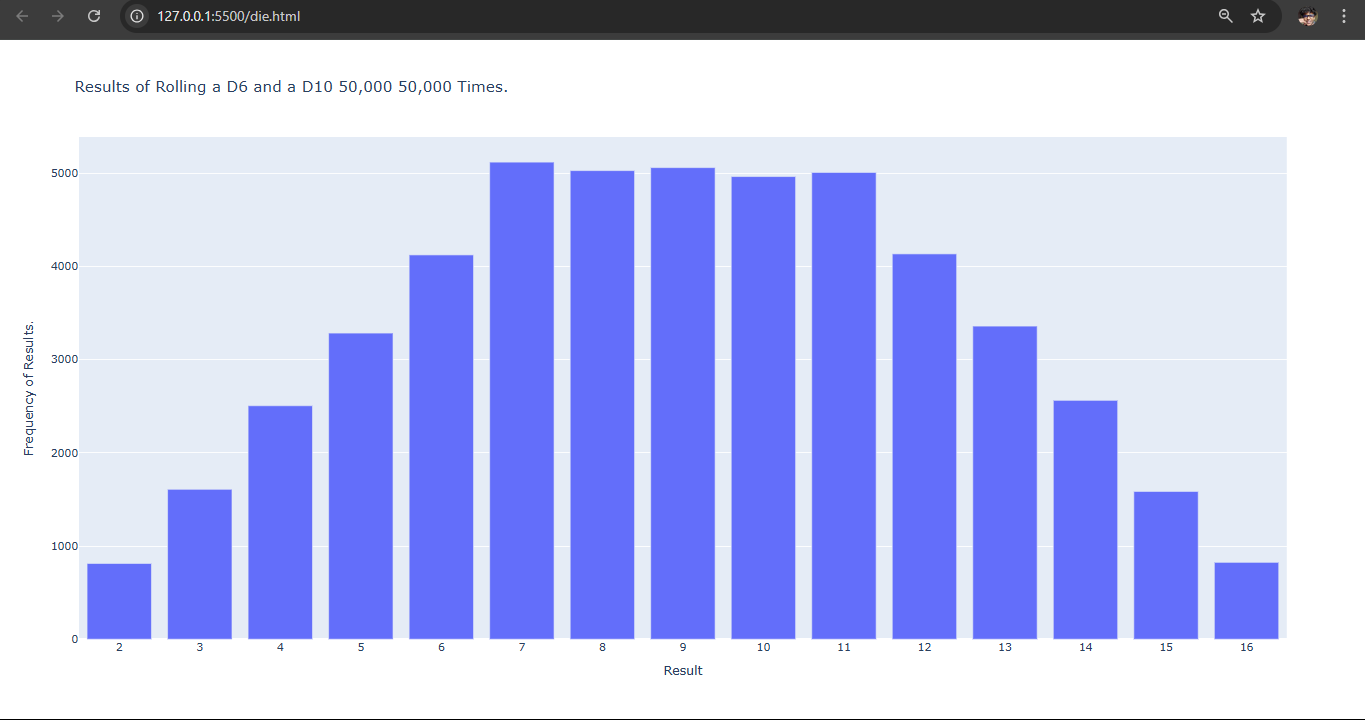 127.0.0.1:5500/die.html
Results of Rolling a D6 and a D10 50,000 50,000 Times.
Frequency of Results.
5000
4000
3000
2000
1000
0
2 3 4 5 6 7 8 9 10 11 12 13 14 15 16
Result